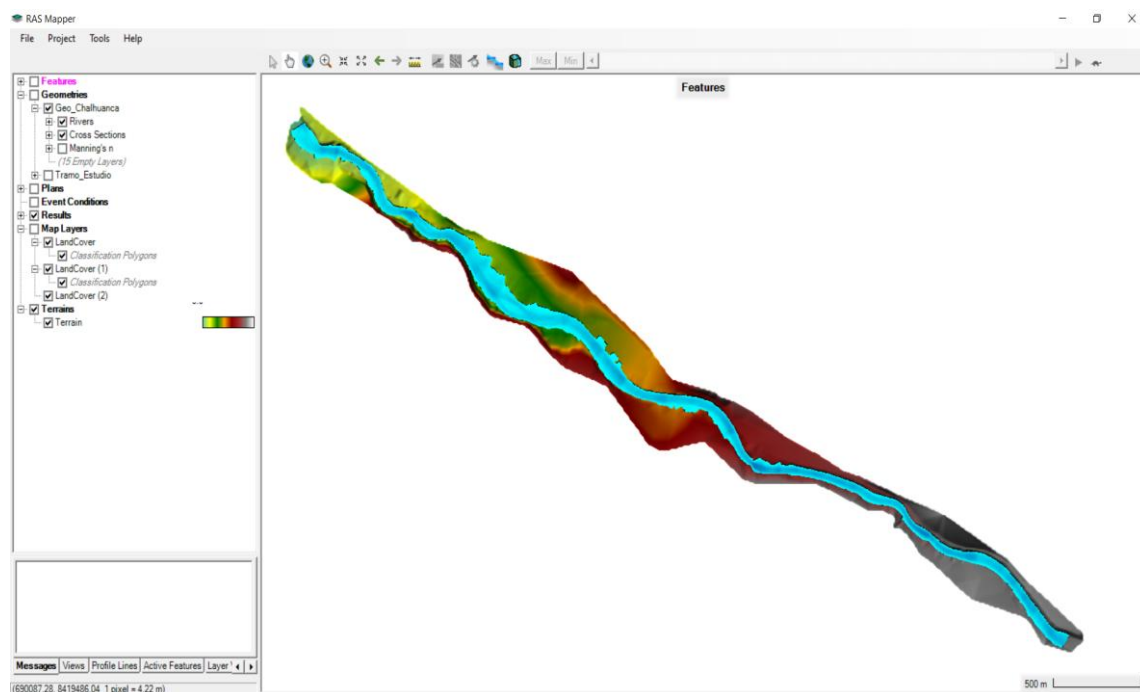 RAS Mapper
File Project Tools Help
Max Min
Features
Features
Geometries
Geo_Chalhuanca
Rivers
Cross Sections
Manning's n
(15 Empty Layers)
Tramo_Estudio
Plans
Event Conditions
Results
Map Layers
LandCover
Classification Polygons
LandCover (1)
Classification Polygons
LandCover (2)
Terrains
Terrain
Messages Views Profile Lines Active Features Layer
500 m
(690087.28, 8419486.04 1 pixel = 4.22 m)